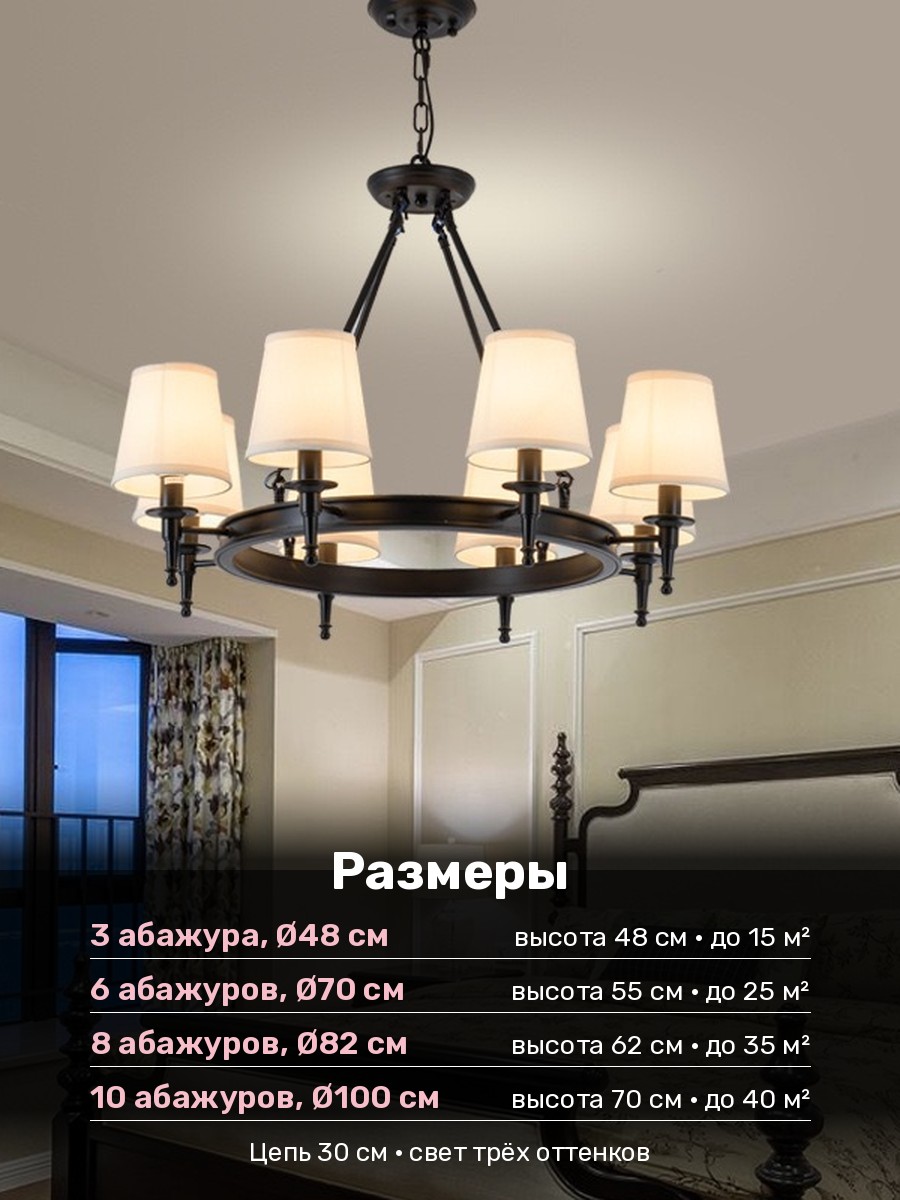 Размеры
3 абажура, Ø48 см высота 48 см • до 15 м²
6 абажуров, Ø70 см высота 55 см • до 25 м²
8 абажуров, Ø82 см высота 62 см • до 35 м²
10 абажуров, Ø100 см высота 70 см • до 40 м²
Цепь 30 см • свет трёх оттенков